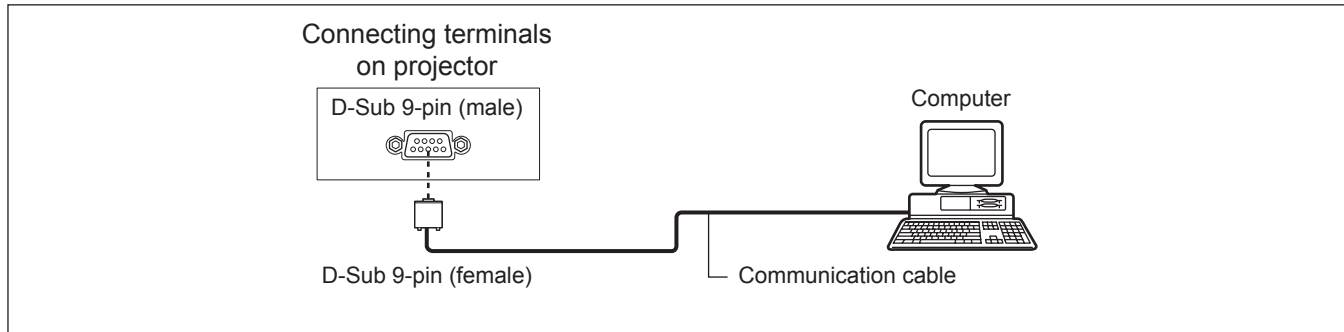 Connecting terminals
on projector
D-Sub 9-pin (male)
Computer
D-Sub 9-pin (female)
Communication cable